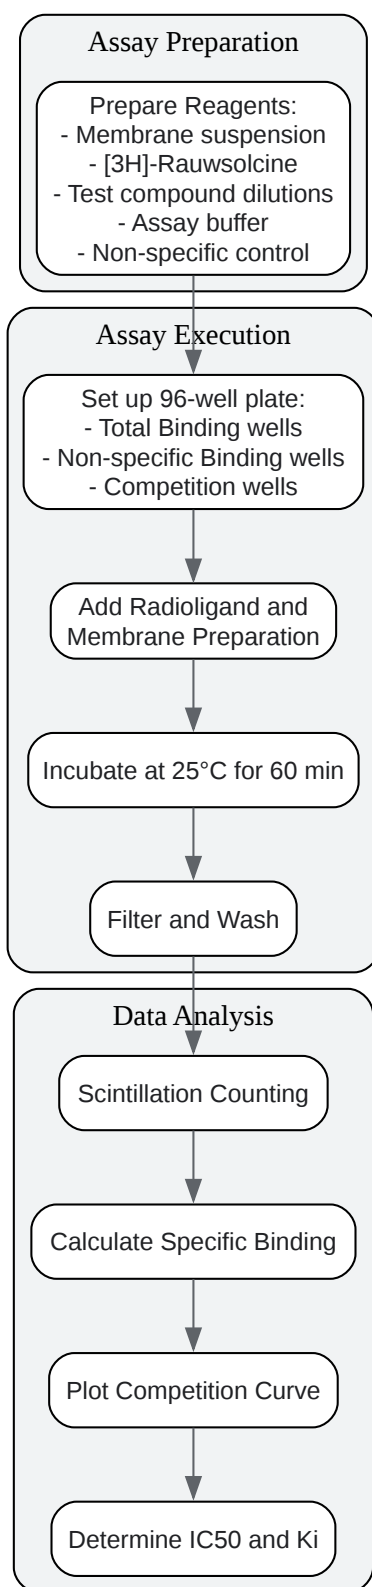 Assay Preparation
Prepare Reagents:
- Membrane suspension
- [3H]-Rauwsolcine
- Test compound dilutions
- Assay buffer
- Non-specific control
Assay Execution
Set up 96-well plate:
- Total Binding wells
- Non-specific Binding wells
- Competition wells
Add Radioligand and
Membrane Preparation
Incubate at 25°C for 60 min
Filter and Wash
Data Analysis
Scintillation Counting
Calculate Specific Binding
Plot Competition Curve
Determine IC50 and Ki